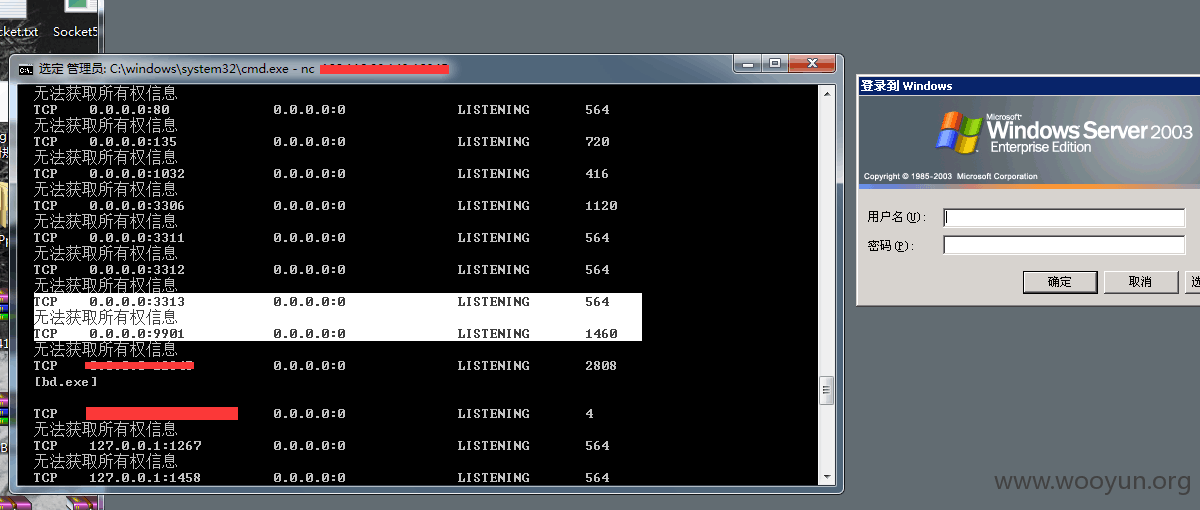 cket.txt Socket5
选定 管理员: C:\windows\system32\cmd.exe - nc
无法获取所有权信息
TCP 0.0.0.0:80 0.0.0.0:0 LISTENING 564
无法获取所有权信息
TCP 0.0.0.0:135 0.0.0.0:0 LISTENING 720
无法获取所有权信息
TCP 0.0.0.0:1032 0.0.0.0:0 LISTENING 416
无法获取所有权信息
TCP 0.0.0.0:3306 0.0.0.0:0 LISTENING 1120
无法获取所有权信息
TCP 0.0.0.0:3311 0.0.0.0:0 LISTENING 564
无法获取所有权信息
TCP 0.0.0.0:3312 0.0.0.0:0 LISTENING 564
无法获取所有权信息
TCP 0.0.0.0:3313 0.0.0.0:0 LISTENING 564
无法获取所有权信息
TCP 0.0.0.0:9901 0.0.0.0:0 LISTENING 1460
无法获取所有权信息
TCP 0.0.0.0:0 LISTENING 2808
[bd.exe]
TCP 0.0.0.0:0 LISTENING 4
无法获取所有权信息
TCP 127.0.0.1:1267 0.0.0.0:0 LISTENING 564
无法获取所有权信息
TCP 127.0.0.1:1458 0.0.0.0:0 LISTENING 564
登录到 Windows
Microsoft
Windows Server 2003
Enterprise Edition
Copyright © 1985-2003 Microsoft Corporation
用户名(U):
密码(P):
确定 取消 选
www.wooyun.org